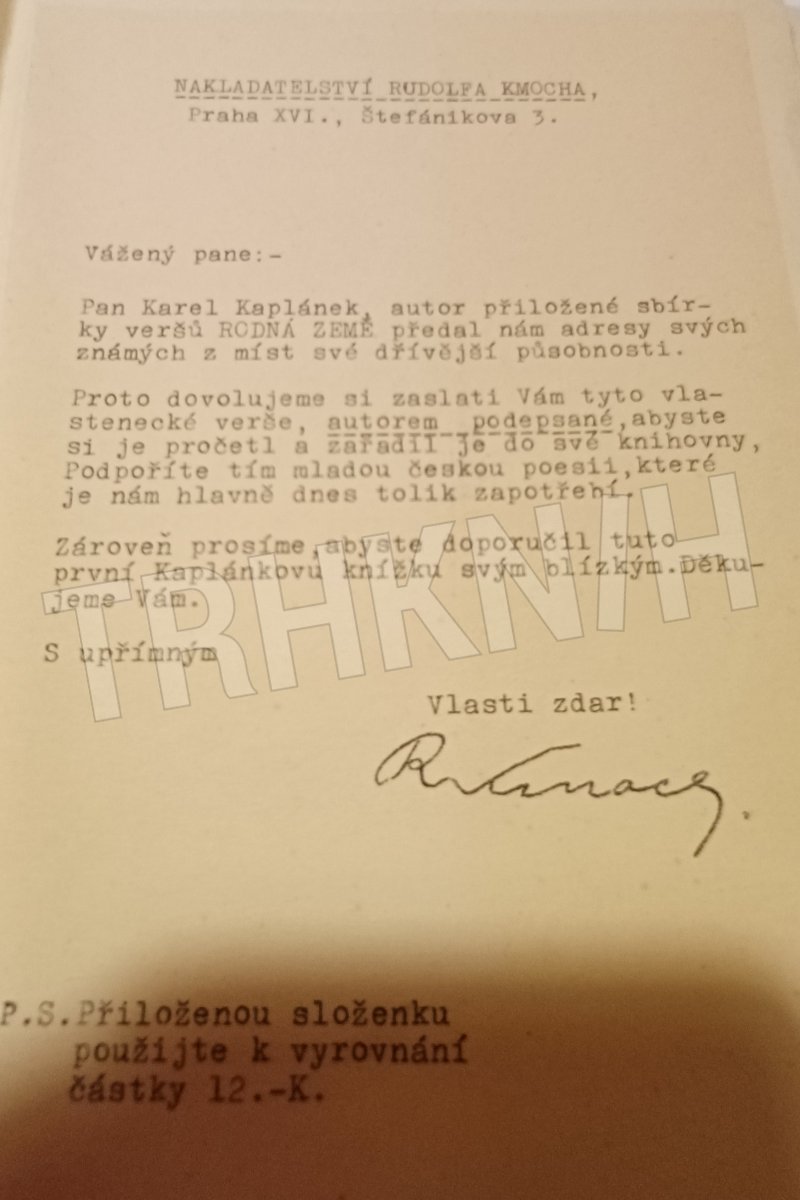 NAKLADATELSTVÍ RUDOLFA KMOCHA,
Praha XVI., Štefánikova 3.
Vážený pane:-
Pan Karel Kaplánek, autor přiložené sbír-
ky veršů RODNÁ ZEMĚ předal nám adresy svých
známých z míst své dřívější působnosti.
Proto dovolujeme si zaslati Vám tyto vla-
stenecké verše, autorem podepsané,abyste
si je pročetl a zařadil je do své knihovny,
Podpoříte tím mladou českou poesii,které
je nám hlavně dnes tolik zapotřebí.
Zároveň prosíme,abyste doporučil tuto
první Kaplánkovu knížku svým blízkým.Děku-
jeme Vám.
S upřímným
Vlasti zdar!
R. Kmoch.
P.S.Přiloženou složenku
použijte k vyrovnání
částky 12.-K.
TRHKNIH